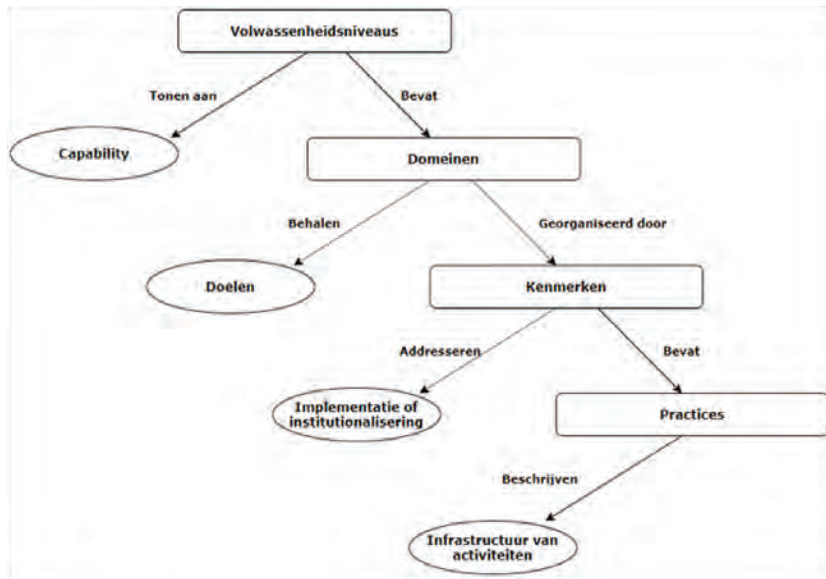 Volwassenheidsniveaus
Tonen aan
Bevat
Capability
Domeinen
Behalen
Georganiseerd door
Doelen
Kenmerken
Addresseren
Bevat
Implementatie of
institutionalisering
Practices
Beschrijven
Infrastructuur van
activiteiten